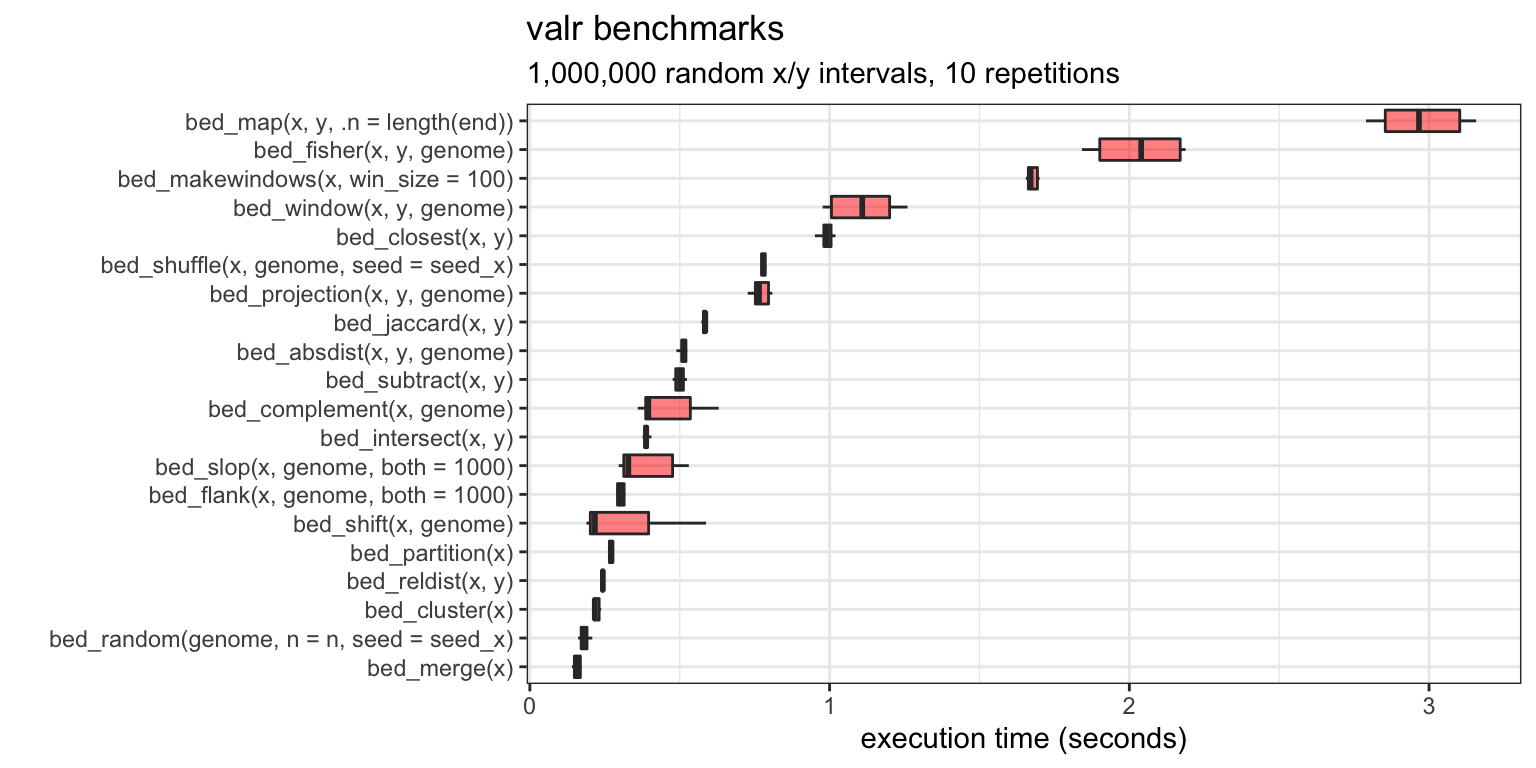 valr benchmarks
1,000,000 random x/y intervals, 10 repetitions
bed_map(x, y, .n = length(end))
bed_fisher(x, y, genome)
bed_makewindows(x, win_size = 100)
bed_window(x, y, genome)
bed_closest(x, y)
bed_shuffle(x, genome, seed = seed_x)
bed_projection(x, y, genome)
bed_jaccard(x, y)
bed_absdist(x, y, genome)
bed_subtract(x, y)
bed_complement(x, genome)
bed_intersect(x, y)
bed_slop(x, genome, both = 1000)
bed_flank(x, genome, both = 1000)
bed_shift(x, genome)
bed_partition(x)
bed_reldist(x, y)
bed_cluster(x)
bed_random(genome, n = n, seed = seed_x)
bed_merge(x)
0 1 2 3
execution time (seconds)